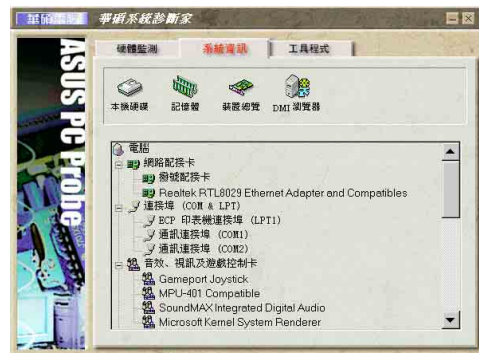 華碩 華碩系統診斷家
ASUS PC Probe
硬體監測 系統資訊 工具程式
本機硬碟 記憶體 裝置總覽 DMI 瀏覽器
電腦
網路配接卡
撥號配接卡
Realtek RTL8029 Ethernet Adapter and Compatibles
連接埠 (COM & LPT)
ECP 印表機連接埠 (LPT1)
通訊連接埠 (COM1)
通訊連接埠 (COM2)
音效、視訊及遊戲控制卡
Gameport Joystick
MPU-401 Compatible
SoundMAX Integrated Digital Audio
Microsoft Kernel System Renderer